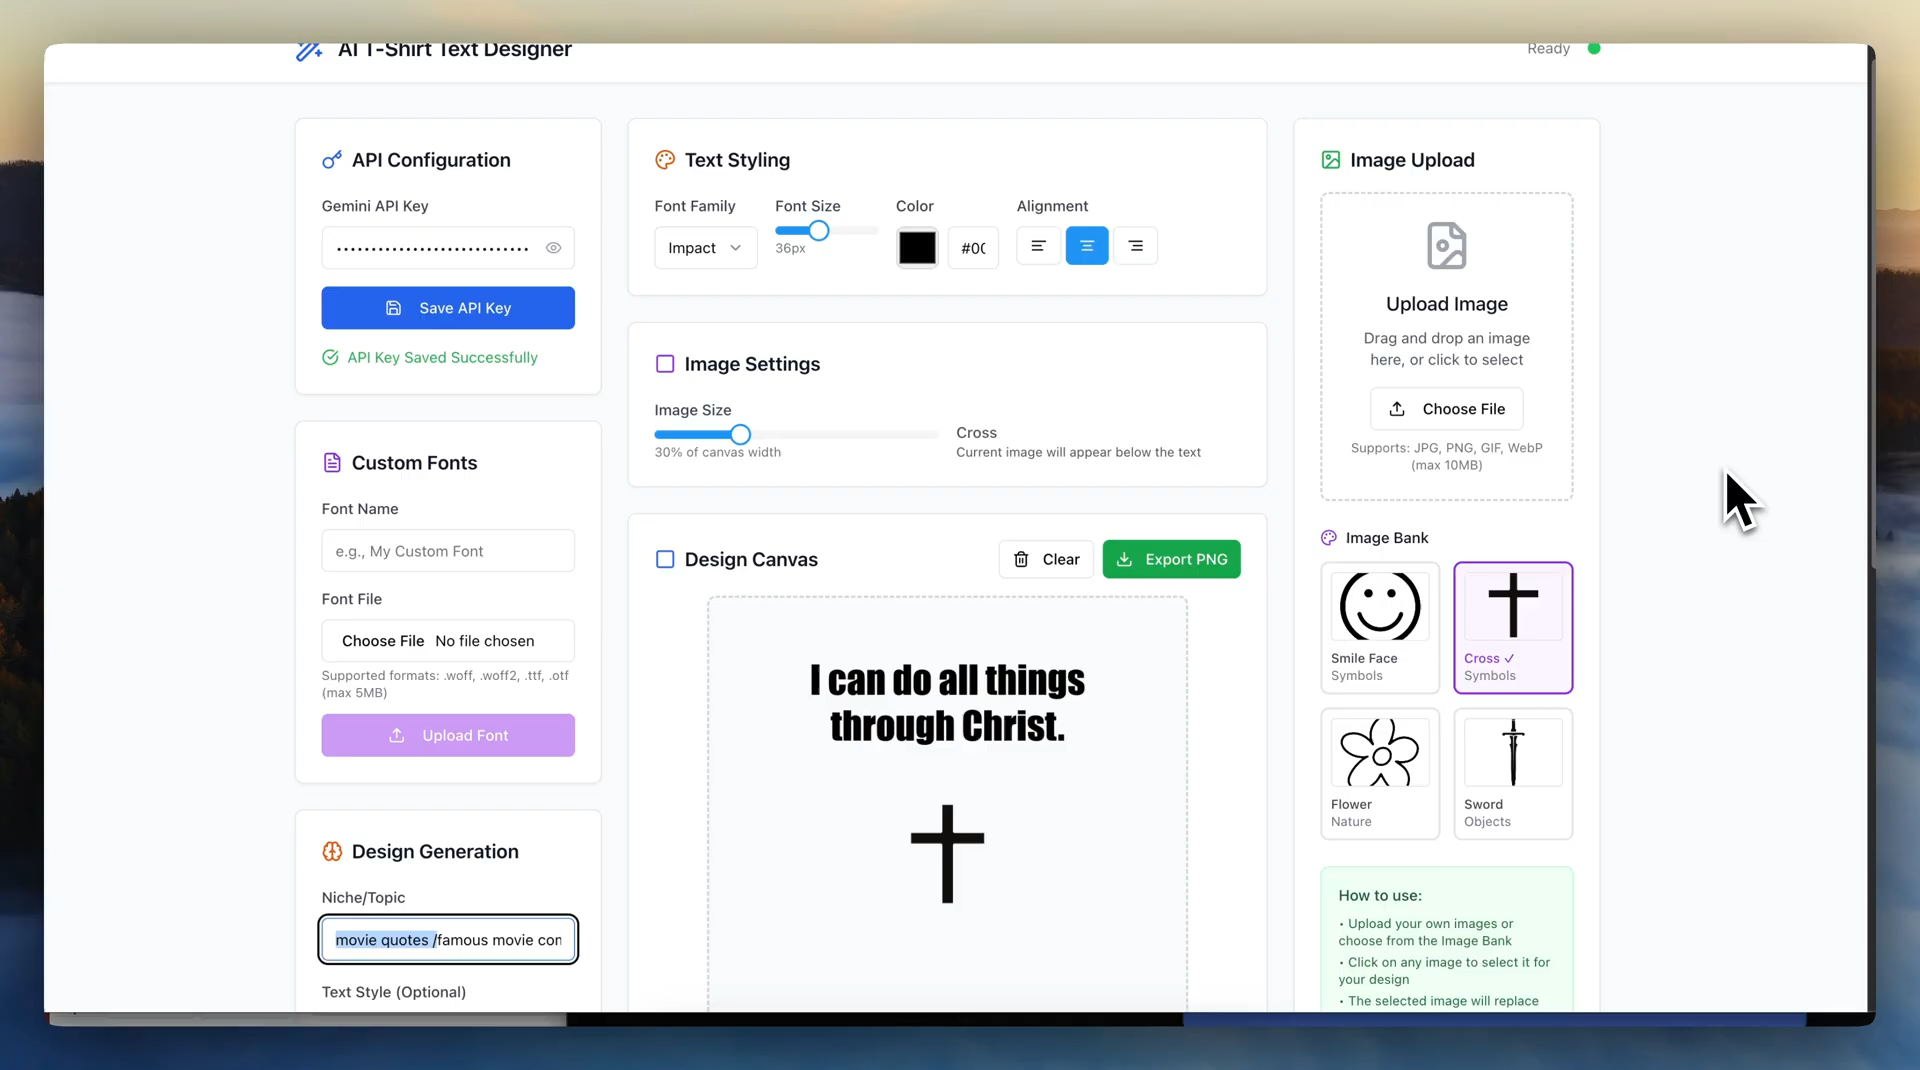 AI T-Shirt Text Designer
Ready
API Configuration
Gemini API Key
Save API Key
API Key Saved Successfully
Custom Fonts
Font Name
e.g., My Custom Font
Font File
Choose File No file chosen
Supported formats: .woff, .woff2, .ttf, .otf
(max 5MB)
Upload Font
Design Generation
Niche/Topic
movie quotes /famous movie con
Text Style (Optional)
Text Styling
Font Family
Font Size
Color
Alignment
Impact
36px
#0
Image Settings
Image Size
30% of canvas width
Cross
Current image will appear below the text
Design Canvas
Clear
Export PNG
I can do all things
through Christ.
Image Upload
Upload Image
Drag and drop an image
here, or click to select
Choose File
Supports: JPG, PNG, GIF, WebP
(max 10MB)
Image Bank
Smile Face
Symbols
Cross ✓
Symbols
Flower
Nature
Sword
Objects
How to use:
• Upload your own images or
choose from the Image Bank
• Click on any image to select it for
your design
• The selected image will replace